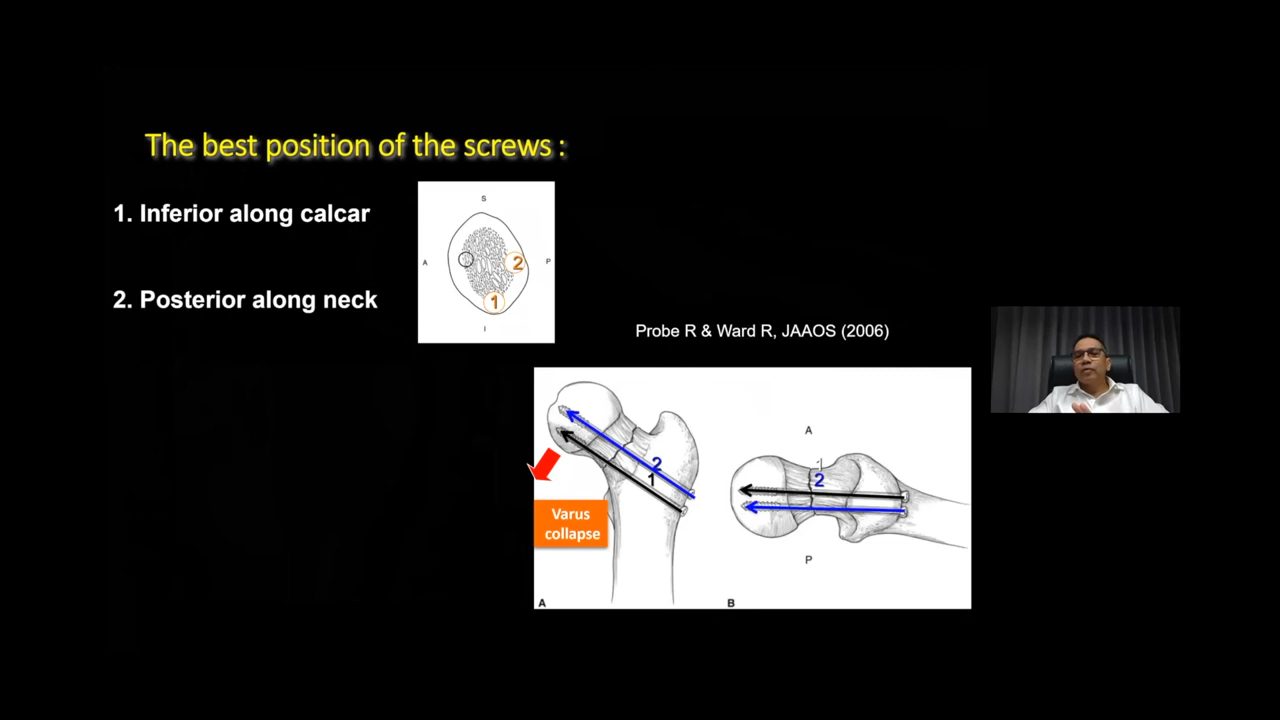 The best position of the screws :
1. Inferior along calcar
2. Posterior along neck
S
A
2
P
1
I
Probe R & Ward R, JAAOS (2006)
2
1
Varus
collapse
A
A
2
P
B